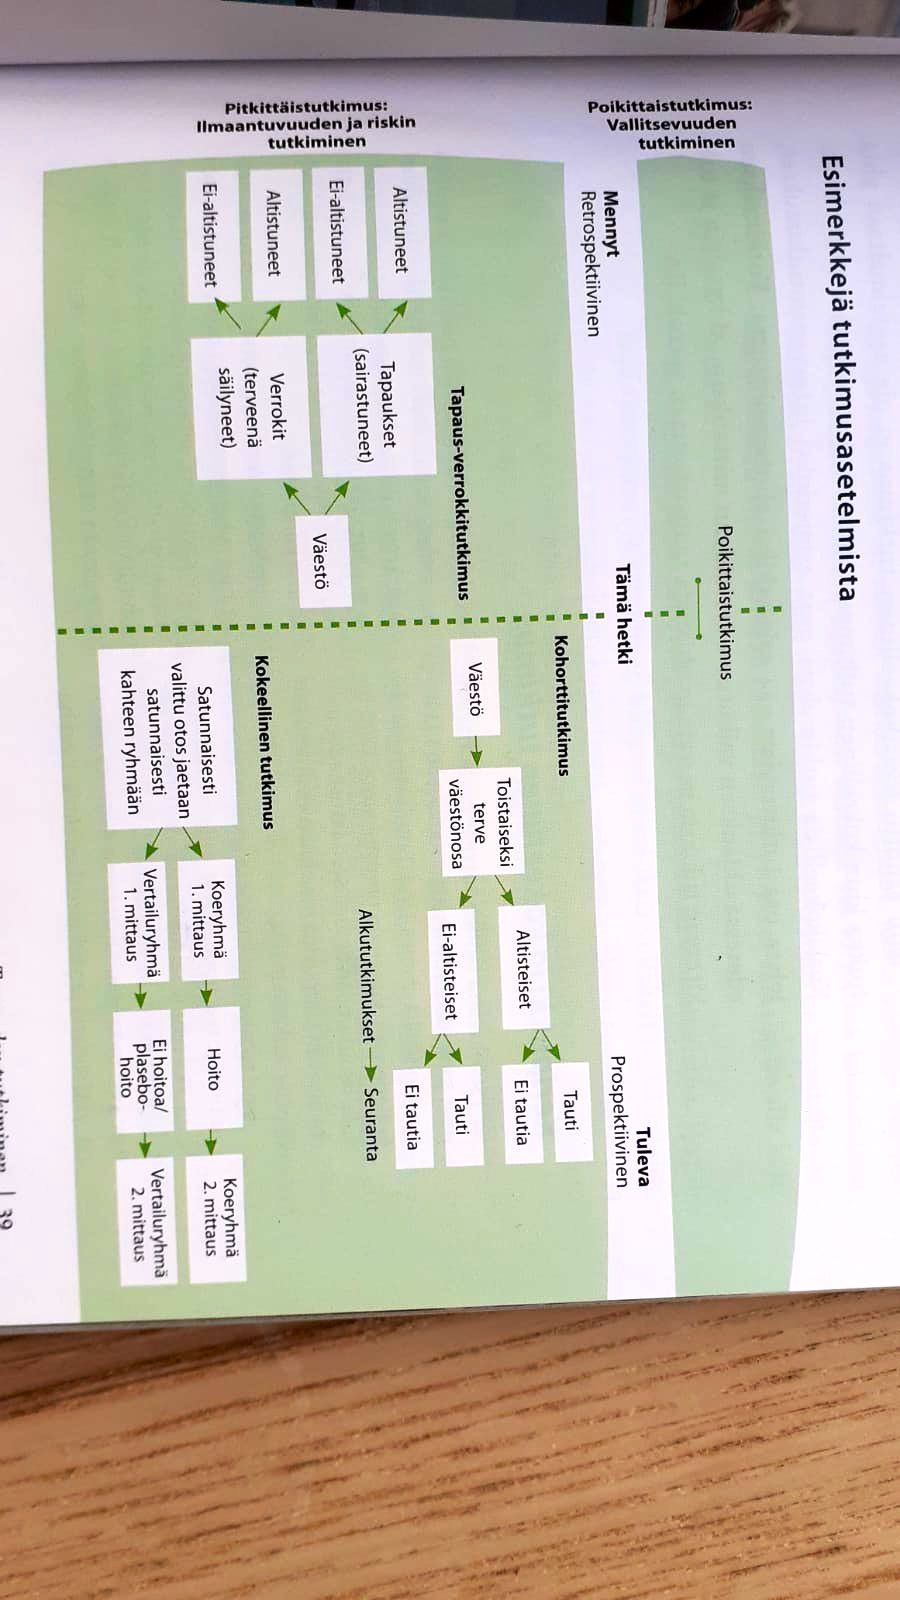 Esimerkkejä tutkimusasetelmista
Poikittaistutkimus:
Vallitsevuuden
tutkiminen
Poikittaistutkimus
Mennyt
Retrospektiivinen
Tämä hetki
Tuleva
Prospektiivinen
Pitkittäistutkimus:
Ilmaantuvuuden ja riskin
tutkiminen
Tapaus-verrokkitutkimus
Altistuneet
Ei-altistuneet
Altistuneet
Ei-altistuneet
Tapaukset
(sairastuneet)
Verrokit
(terveenä
säilyneet)
Väestö
Kohorttitutkimus
Väestö
Toistaiseksi
terve
väestönosa
Altisteiset
Ei-altisteiset
Tauti
Ei tautia
Tauti
Ei tautia
Alkututkimukset
Seuranta
Kokeellinen tutkimus
Satunnaisesti
valittu otos jaetaan
satunnaisesti
kahteen ryhmään
Koeryhmä
1. mittaus
Hoito
Koeryhmä
2. mittaus
Vertailuryhmä
1. mittaus
Ei hoitoa/
plasebo-
hoito
Vertailuryhmä
2. mittaus
tutkiminen | 39